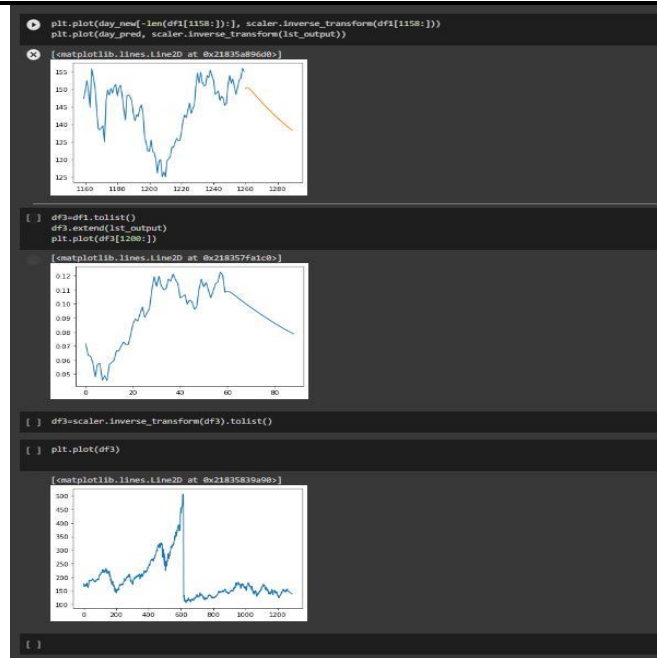 plt.plot(day_new[-len(df1[1158:]):], scaler.inverse_transform(df1[1158:]))
plt.plot(day_pred, scaler.inverse_transform(lst_output))
[<matplotlib.lines.Line2D at 0x21835a896d0>]
155
150
145
140
135
130
125
1160 1180 1200 1220 1240 1260 1280
[ ] df3=df1.tolist()
df3.extend(lst_output)
plt.plot(df3[1200:])
[<matplotlib.lines.Line2D at 0x218357fa1c0>]
0.12
0.11
0.10
0.09
0.08
0.07
0.06
0.05
0 20 40 60 80
[ ] df3=scaler.inverse_transform(df3).tolist()
[ ] plt.plot(df3)
[<matplotlib.lines.Line2D at 0x21835839a90>]
500
450
400
350
300
250
200
150
100
0 200 400 600 800 1000 1200
[ ]